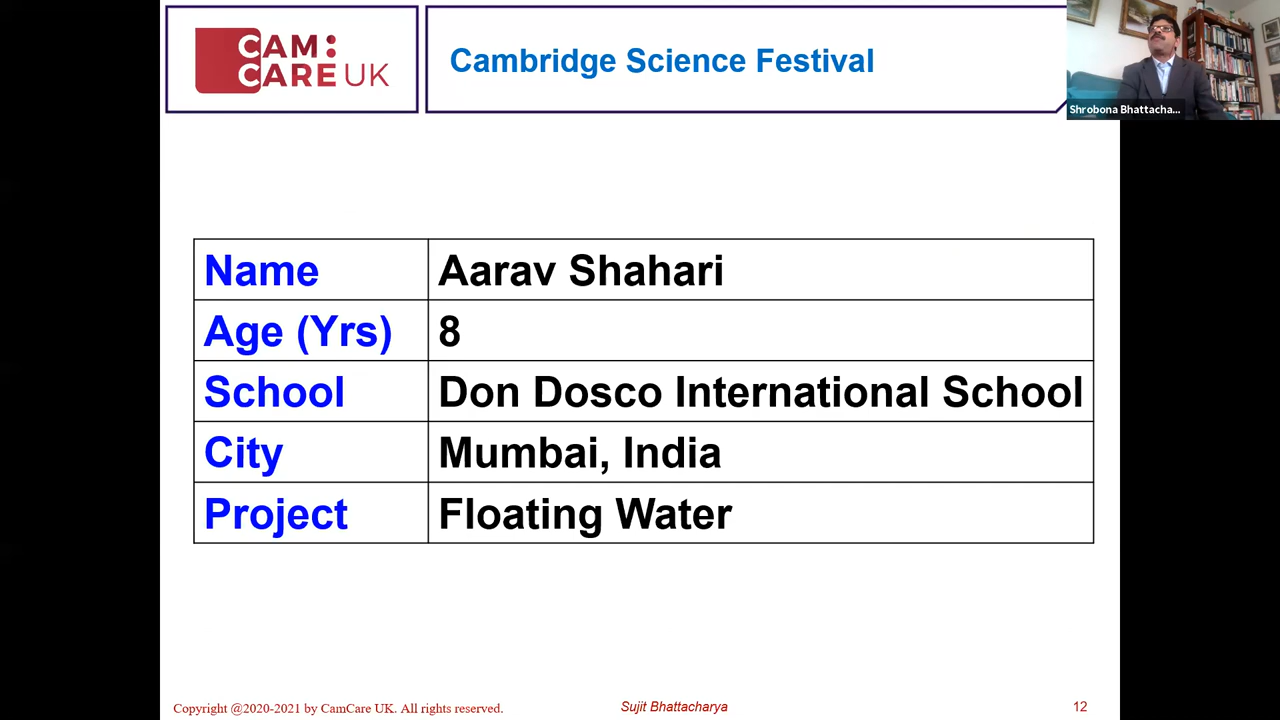 CAM:
CARE UK
Cambridge Science Festival
Shrobona Bhattacha...
Name Aarav Shahari
Age (Yrs) 8
School Don Dosco International School
City Mumbai, India
Project Floating Water
Copyright @2020-2021 by CamCare UK. All rights reserved. Sujit Bhattacharya 12